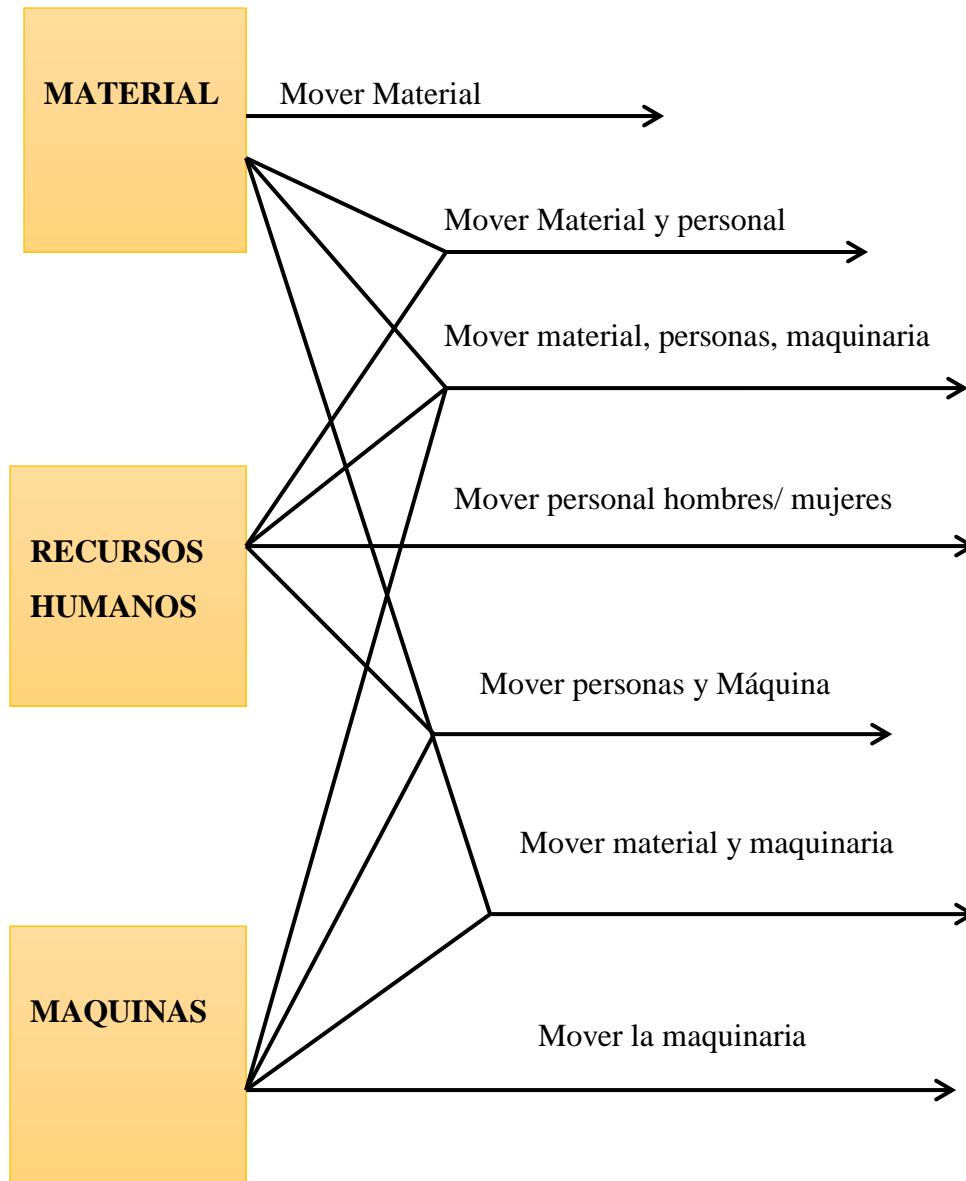 MATERIAL
Mover Material
Mover Material y personal
Mover material, personas, maquinaria
Mover personal hombres/ mujeres
RECURSOS
HUMANOS
Mover personas y Máquina
Mover material y maquinaria
MAQUINAS
Mover la maquinaria